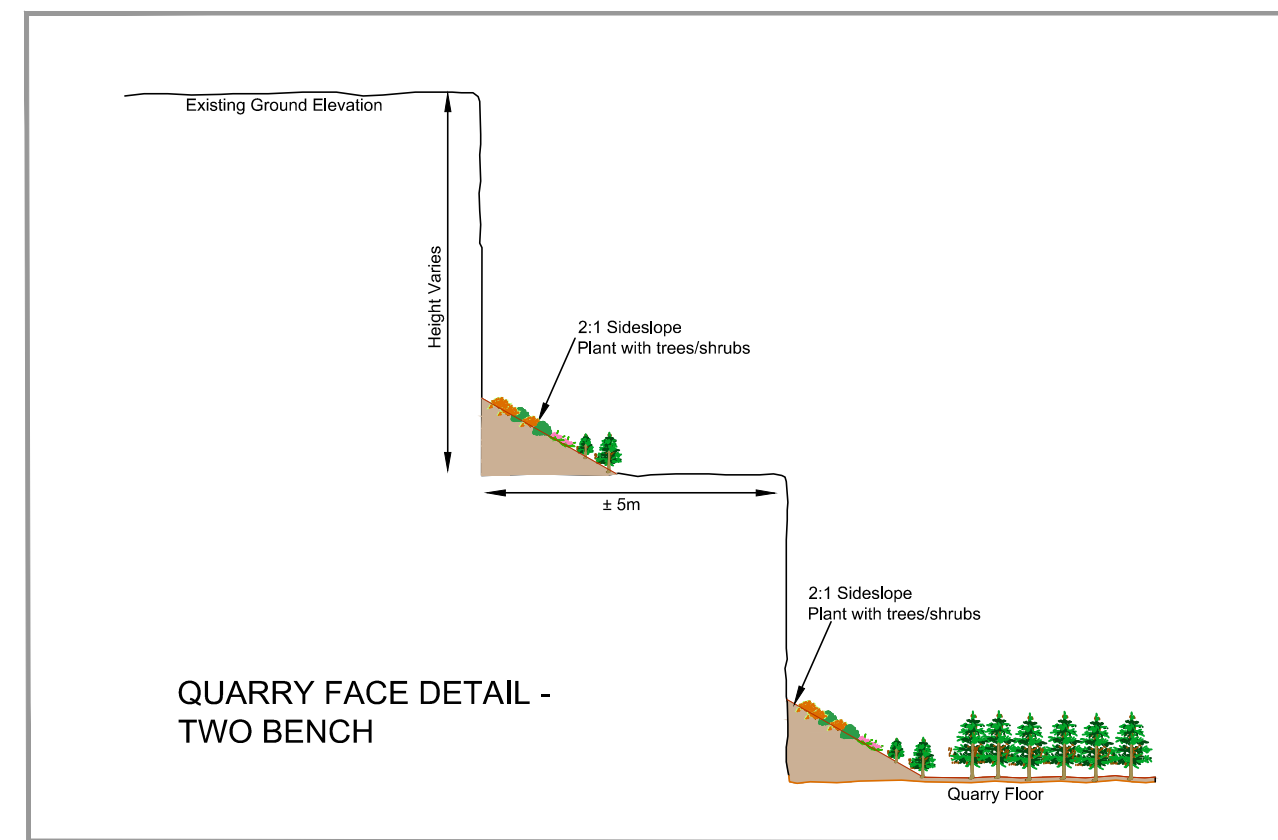 Existing Ground Elevation
Height Varies
2:1 Sideslope
Plant with trees/shrubs
± 5m
2:1 Sideslope
Plant with trees/shrubs
QUARRY FACE DETAIL -
TWO BENCH
Quarry Floor